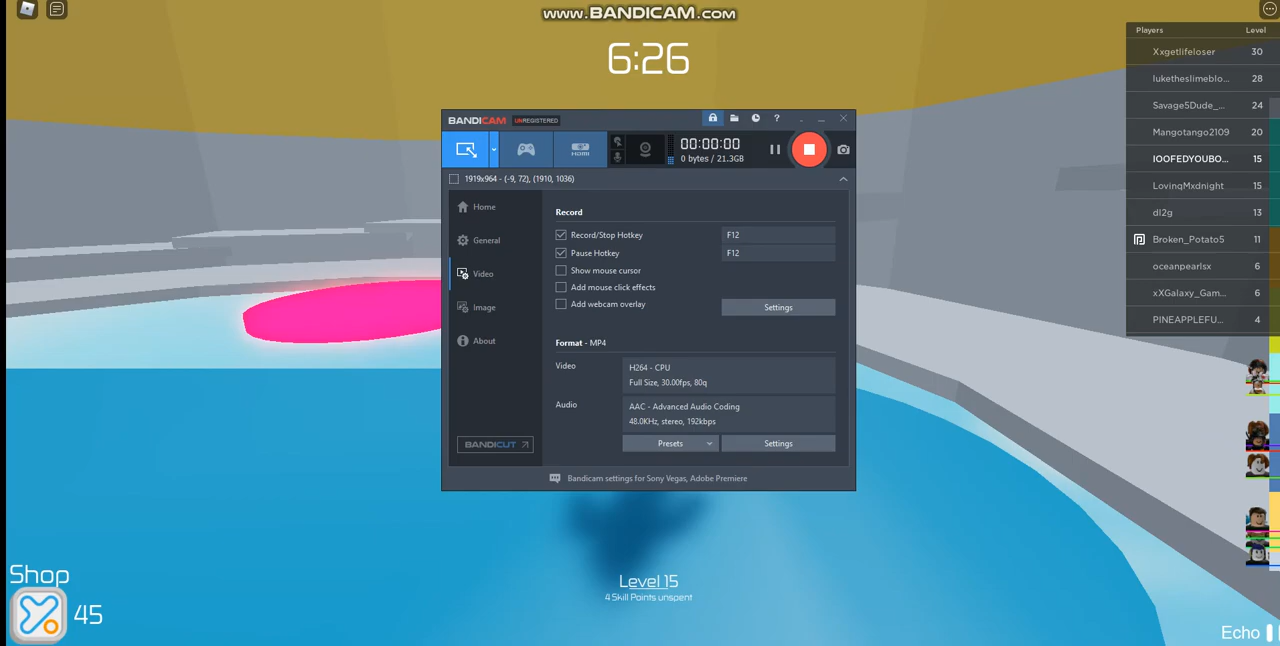 www.BANDICAM.com
6:26
Players Level
Xxgetlifeloser 30
luketheslimeblo... 28
Savage5Dude_... 24
Mangotango2109 20
IOOFEDYOUBO... 15
LovinqMxdnight 15
dl2g 13
Broken_Potato5 11
oceanpearlsx 6
xXGalaxy_Gam... 6
PINEAPPLEFU... 4
BANDICAM UNREGISTERED
HDMI
00:00:00
0 bytes / 21.3GB
1919x964 - (-9, 72), (1910, 1036)
Home
General
Video
Image
About
BANDICUT
Record
Record/Stop Hotkey F12
Pause Hotkey F12
Show mouse cursor
Add mouse click effects
Add webcam overlay
Settings
Format - MP4
Video
H264 - CPU
Full Size, 30.00fps, 80q
Audio
AAC - Advanced Audio Coding
48.0KHz, stereo, 192kbps
Presets Settings
Bandicam settings for Sony Vegas, Adobe Premiere
Shop
45
Level 15
4 Skill Points unspent
Echo